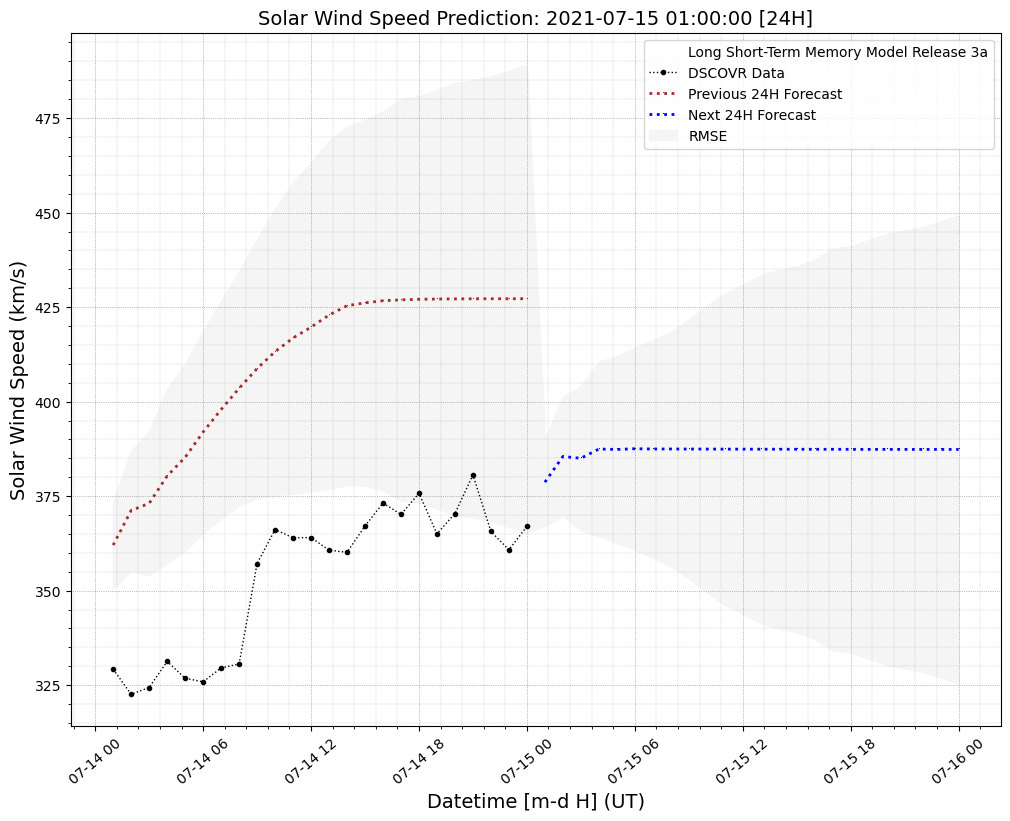 Solar Wind Speed Prediction: 2021-07-15 01:00:00 [24H]
Long Short-Term Memory Model Release 3a
DSCOVR Data
Previous 24H Forecast
Next 24H Forecast
RMSE
Solar Wind Speed (km/s)
475
450
425
400
375
350
325
07-14 00
07-14 06
07-14 12
07-14 18
07-15 00
07-15 06
07-15 12
07-15 18
07-16 00
Datetime [m-d H] (UT)